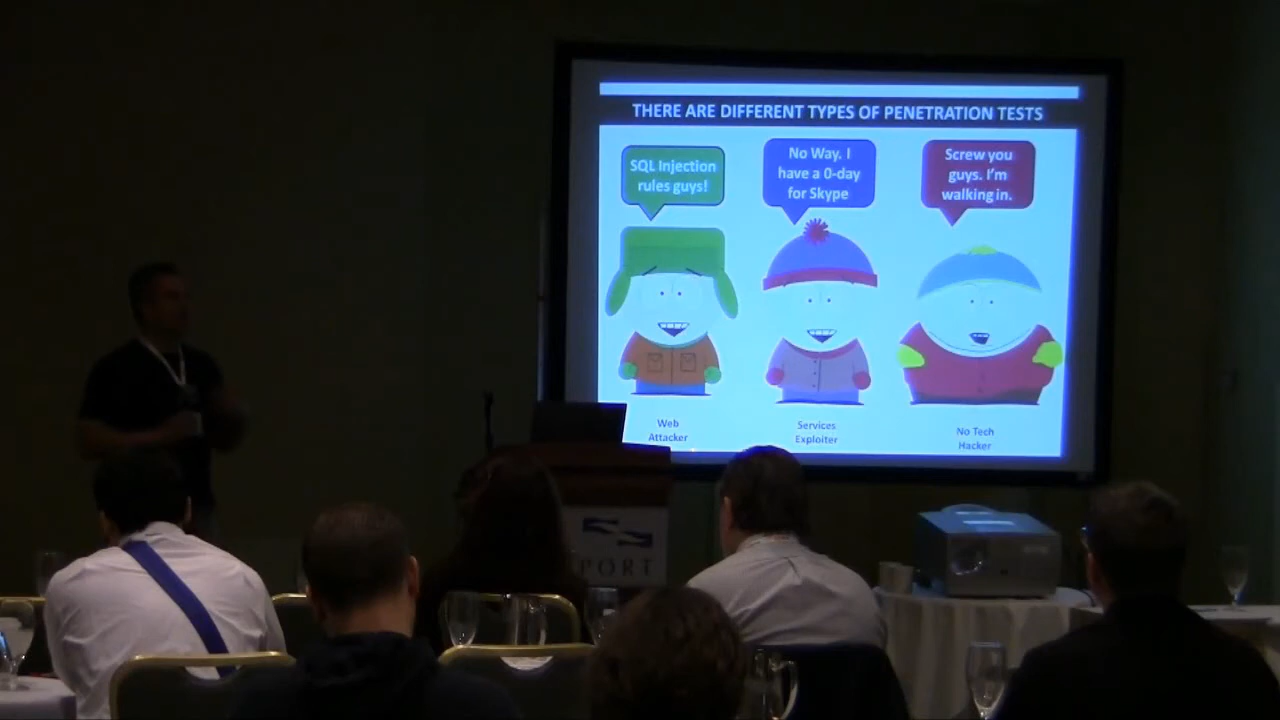 THERE ARE DIFFERENT TYPES OF PENETRATION TESTS
SQL Injection
rules guys!
No Way. I
have a 0-day
for Skype
Screw you
guys. I'm
walking in.
Web
Attacker
Services
Exploiter
No Tech
Hacker
PORT